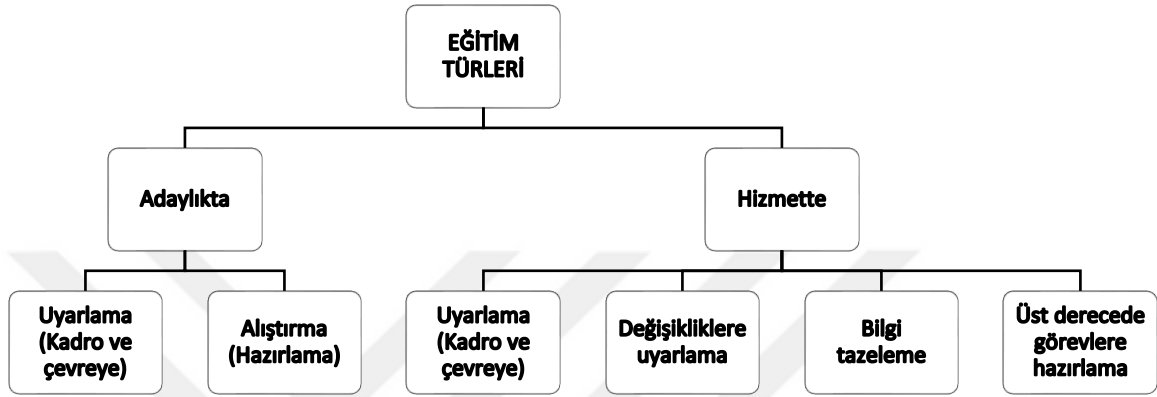 EĞİTİM
TÜRLERİ
Adaylıkta
Hizmette
Uyarlama
(Kadro ve
çevreye)
Alıştırma
(Hazırlama)
Uyarlama
(Kadro ve
çevreye)
Değişikliklere
uyarlama
Bilgi
tazeleme
Üst derecede
görevlere
hazırlama